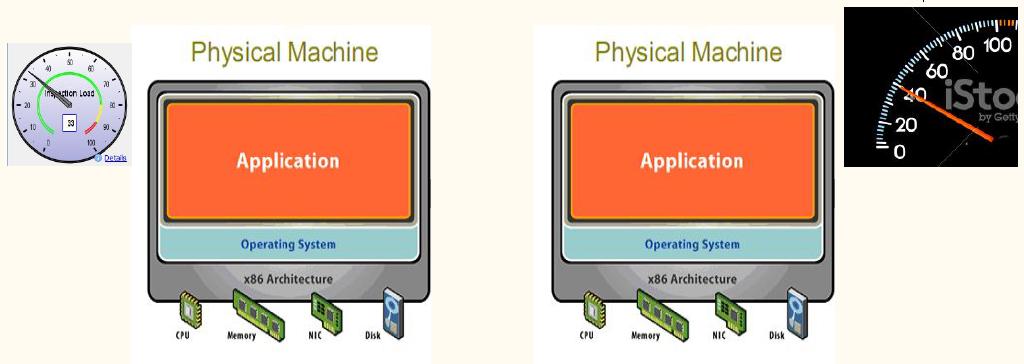 Physical Machine
Application
Operating System
x86 Architecture
CPU
Memory
NIC
Disk
0
10
20
30
40
50
60
70
80
90
100
Inspection Load
33
Details
Physical Machine
Application
Operating System
x86 Architecture
CPU
Memory
NIC
Disk
0
20
40
60
80
100
iStoc
by Getty